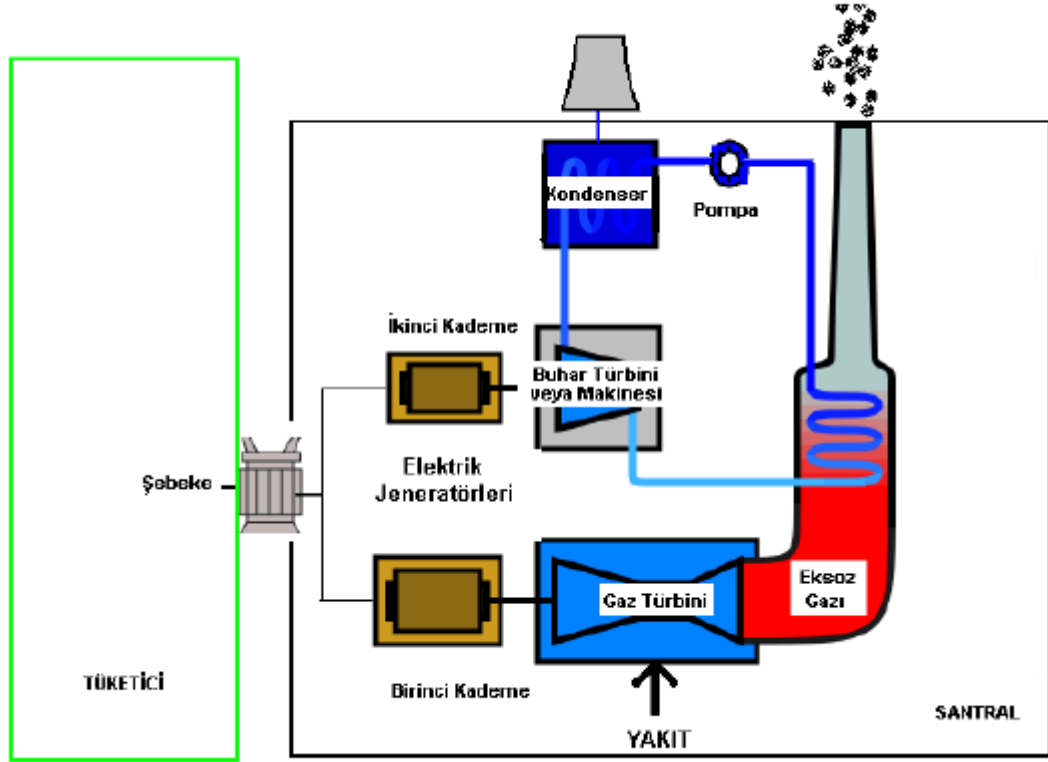 Kondenser
Pompa
İkinci Kademe
Buhar Türbini
veya Makinesi
Elektrik
Jeneratörleri
Şebeke
Eksoz
Gazı
Gaz Türbini
TÜKETİCİ
Birinci Kademe
YAKIT
SANTRAL